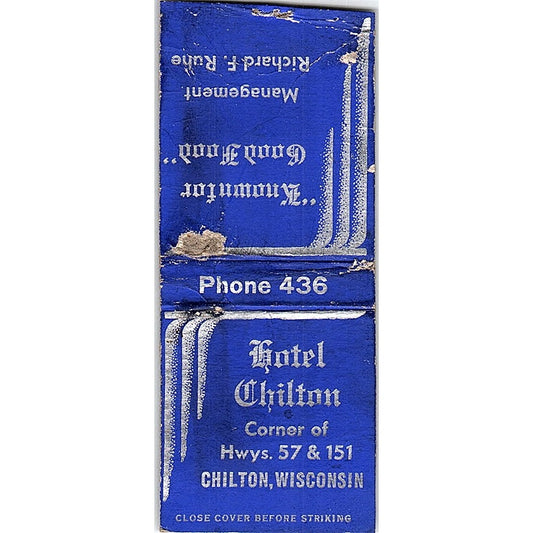 Management
Richard F. Ruhe
"Known for
Good Food"
Phone 436
Hotel
Chilton
Corner of
Hwys. 57 & 151
CHILTON, WISCONSIN
CLOSE COVER BEFORE STRIKING